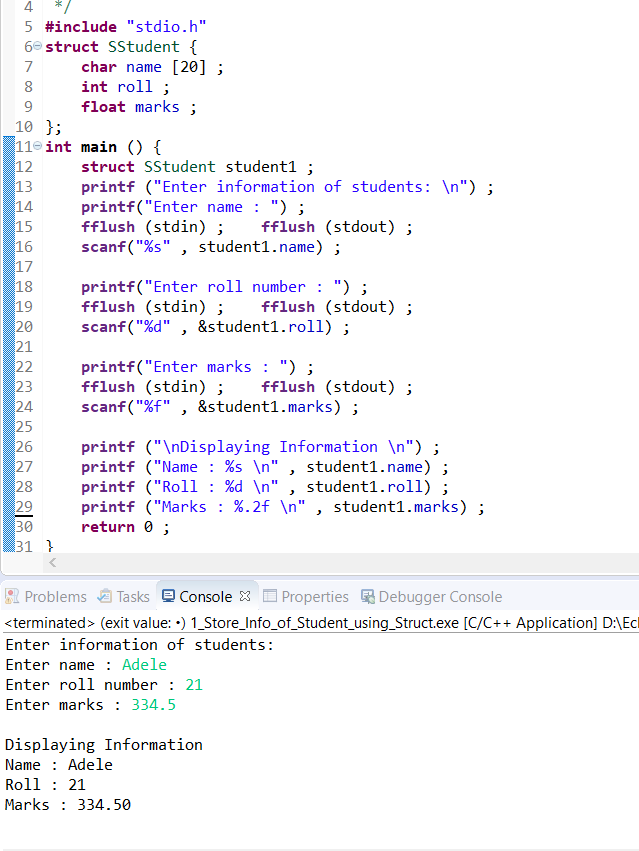 4 */
5 #include "stdio.h"
6 struct SStudent {
7 char name [20] ;
8 int roll ;
9 float marks ;
10 };
11 int main () {
12 struct SStudent student1 ;
13 printf ("Enter information of students: \n") ;
14 printf("Enter name : ") ;
15 fflush (stdin) ; fflush (stdout) ;
16 scanf("%s" , student1.name) ;
17
18 printf("Enter roll number : ") ;
19 fflush (stdin) ; fflush (stdout) ;
20 scanf("%d" , &student1.roll) ;
21
22 printf("Enter marks : ") ;
23 fflush (stdin) ; fflush (stdout) ;
24 scanf("%f" , &student1.marks) ;
25
26 printf ("\nDisplaying Information \n") ;
27 printf ("Name : %s \n" , student1.name) ;
28 printf ("Roll : %d \n" , student1.roll) ;
29 printf ("Marks : %.2f \n" , student1.marks) ;
30 return 0 ;
31 }
Problems Tasks Console Properties Debugger Console
<terminated> (exit value: •) 1_Store_Info_of_Student_using_Struct.exe [C/C++ Application] D:\Ecl
Enter information of students:
Enter name : Adele
Enter roll number : 21
Enter marks : 334.5

Displaying Information
Name : Adele
Roll : 21
Marks : 334.50